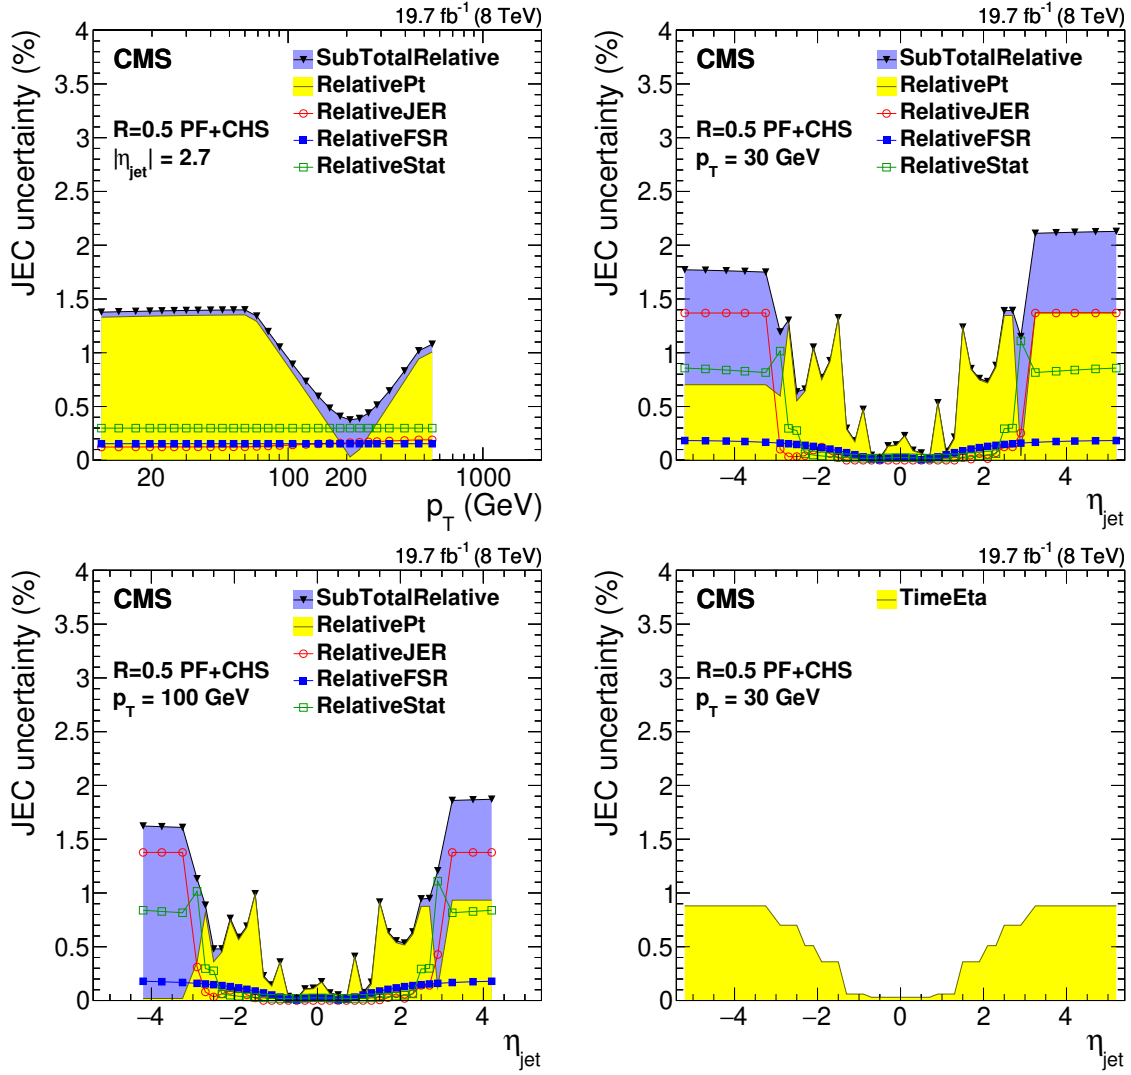 19.7 fb⁻¹ (8 TeV)
JEC uncertainty (%)
4
3.5
3
2.5
2
1.5
1
0.5
0
CMS
R=0.5 PF+CHS
|η_jet| = 2.7
SubTotalRelative
RelativePt
RelativeJER
RelativeFSR
RelativeStat
20 100 200 1000
p_T (GeV)
19.7 fb⁻¹ (8 TeV)
JEC uncertainty (%)
4
3.5
3
2.5
2
1.5
1
0.5
0
CMS
R=0.5 PF+CHS
p_T = 30 GeV
SubTotalRelative
RelativePt
RelativeJER
RelativeFSR
RelativeStat
−4 −2 0 2 4
η_jet
19.7 fb⁻¹ (8 TeV)
JEC uncertainty (%)
4
3.5
3
2.5
2
1.5
1
0.5
0
CMS
R=0.5 PF+CHS
p_T = 100 GeV
SubTotalRelative
RelativePt
RelativeJER
RelativeFSR
RelativeStat
−4 −2 0 2 4
η_jet
19.7 fb⁻¹ (8 TeV)
JEC uncertainty (%)
4
3.5
3
2.5
2
1.5
1
0.5
0
CMS
R=0.5 PF+CHS
p_T = 30 GeV
TimeEta
−4 −2 0 2 4
η_jet